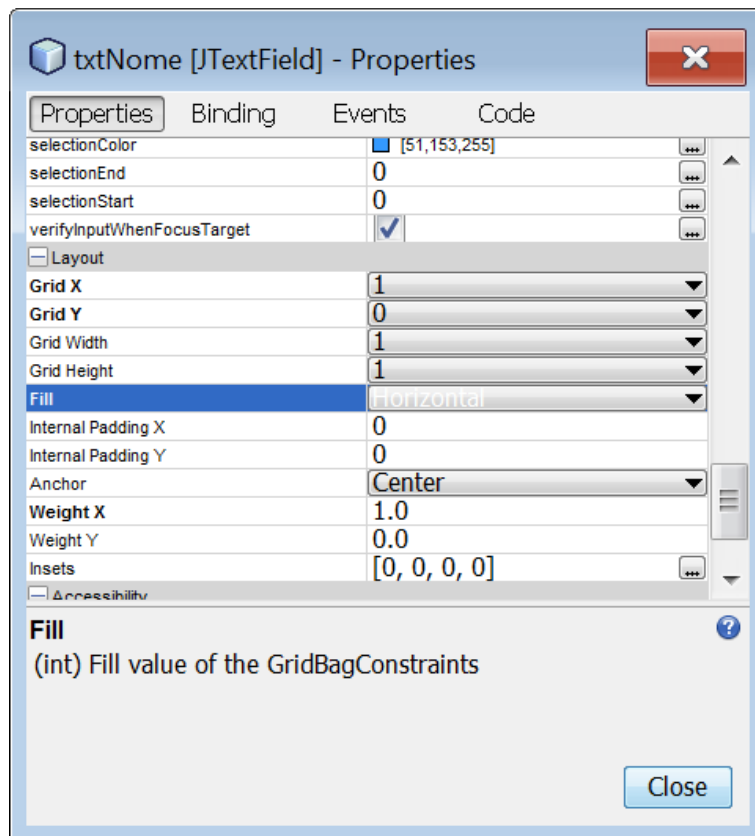 txtNome [JTextField] - Properties
Properties Binding Events Code
selectionColor [51,153,255] ...
selectionEnd 0 ...
selectionStart 0 ...
verifyInputWhenFocusTarget ...
Layout
Grid X 1
Grid Y 0
Grid Width 1
Grid Height 1
Fill Horizontal
Internal Padding X 0
Internal Padding Y 0
Anchor Center
Weight X 1.0
Weight Y 0.0
Insets [0, 0, 0, 0] ...
Accessibility
Fill
(int) Fill value of the GridBagConstraints
Close